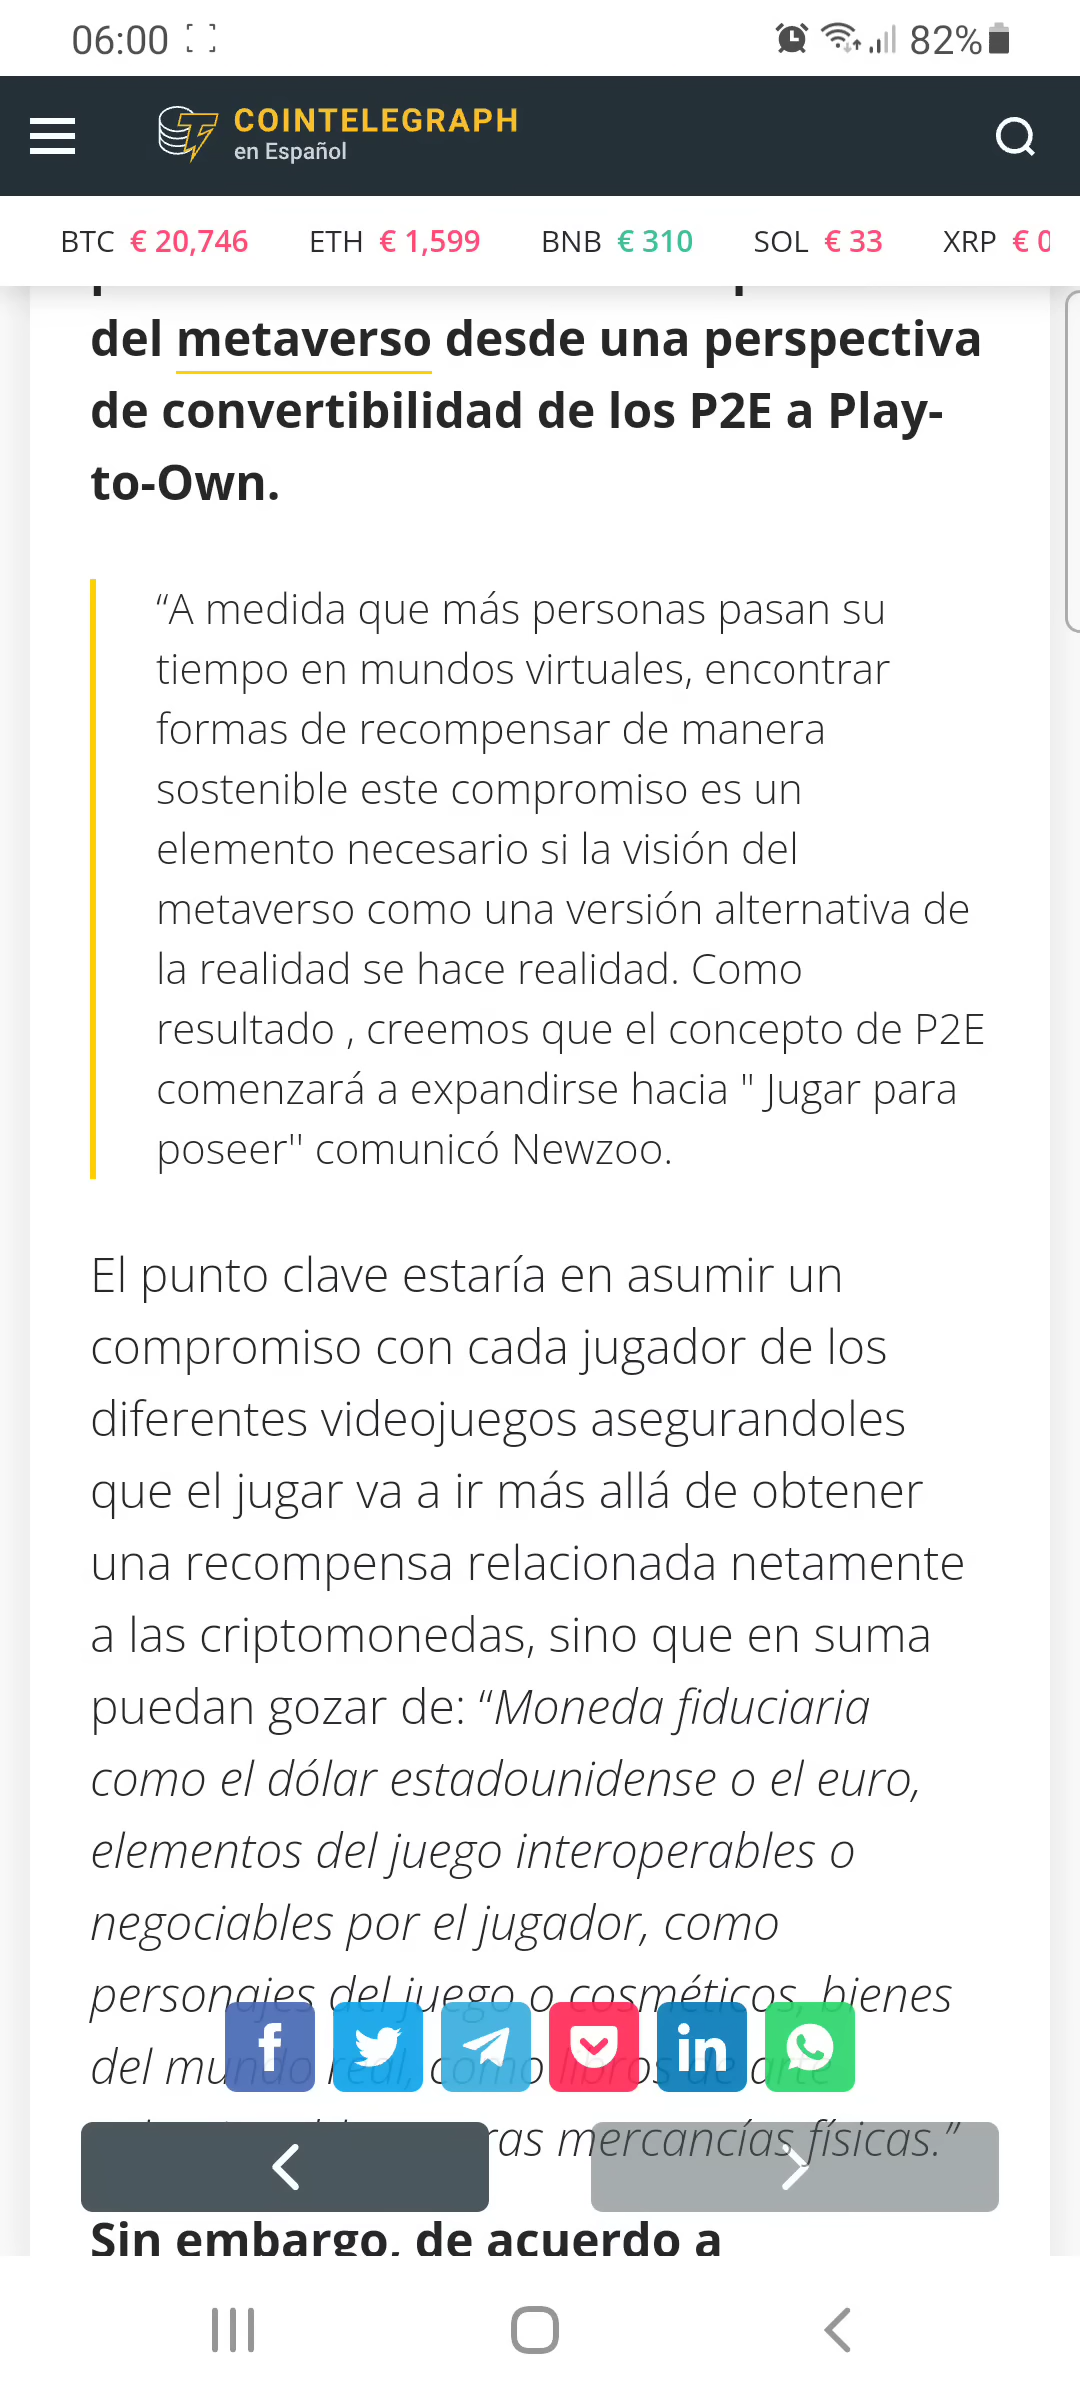 06:00
82%
COINTELEGRAPH
en Español
BTC € 20,746 ETH € 1,599 BNB € 310 SOL € 33 XRP € 0
del metaverso desde una perspectiva
de convertibilidad de los P2E a Play-
to-Own.
“A medida que más personas pasan su
tiempo en mundos virtuales, encontrar
formas de recompensar de manera
sostenible este compromiso es un
elemento necesario si la visión del
metaverso como una versión alternativa de
la realidad se hace realidad. Como
resultado , creemos que el concepto de P2E
comenzará a expandirse hacia " Jugar para
poseer" comunicó Newzoo.
El punto clave estaría en asumir un
compromiso con cada jugador de los
diferentes videojuegos asegurandoles
que el jugar va a ir más allá de obtener
una recompensa relacionada netamente
a las criptomonedas, sino que en suma
puedan gozar de: “Moneda fiduciaria
como el dólar estadounidense o el euro,
elementos del juego interoperables o
negociables por el jugador, como
personajes del juego o cosméticos, bienes
del mundo real, como libros de arte
mercancías físicas.”
Sin embargo, de acuerdo a